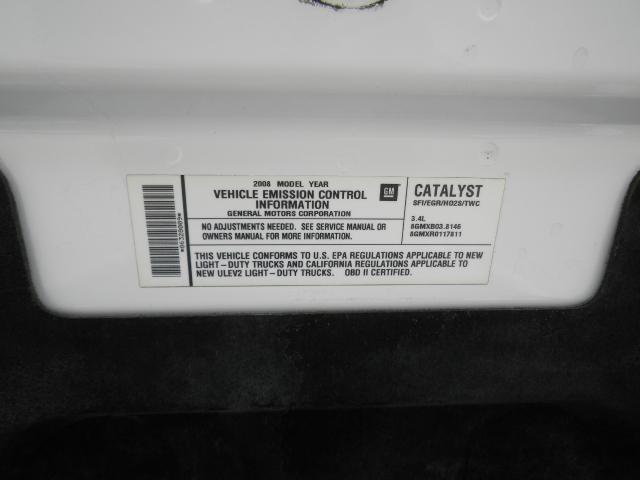 2008 MODEL YEAR
VEHICLE EMISSION CONTROL
INFORMATION
GENERAL MOTORS CORPORATION
GM
CATALYST
SFI/EGR/HO2S/TWC
NO ADJUSTMENTS NEEDED. SEE SERVICE MANUAL OR
OWNERS MANUAL FOR MORE INFORMATION.
3.4L
8GMXB03.8146
8GMXR0117811
THIS VEHICLE CONFORMS TO U.S. EPA REGULATIONS APPLICABLE TO NEW
LIGHT-DUTY TRUCKS AND CALIFORNIA REGULATIONS APPLICABLE TO
NEW ULEV2 LIGHT-DUTY TRUCKS. OBD II CERTIFIED.